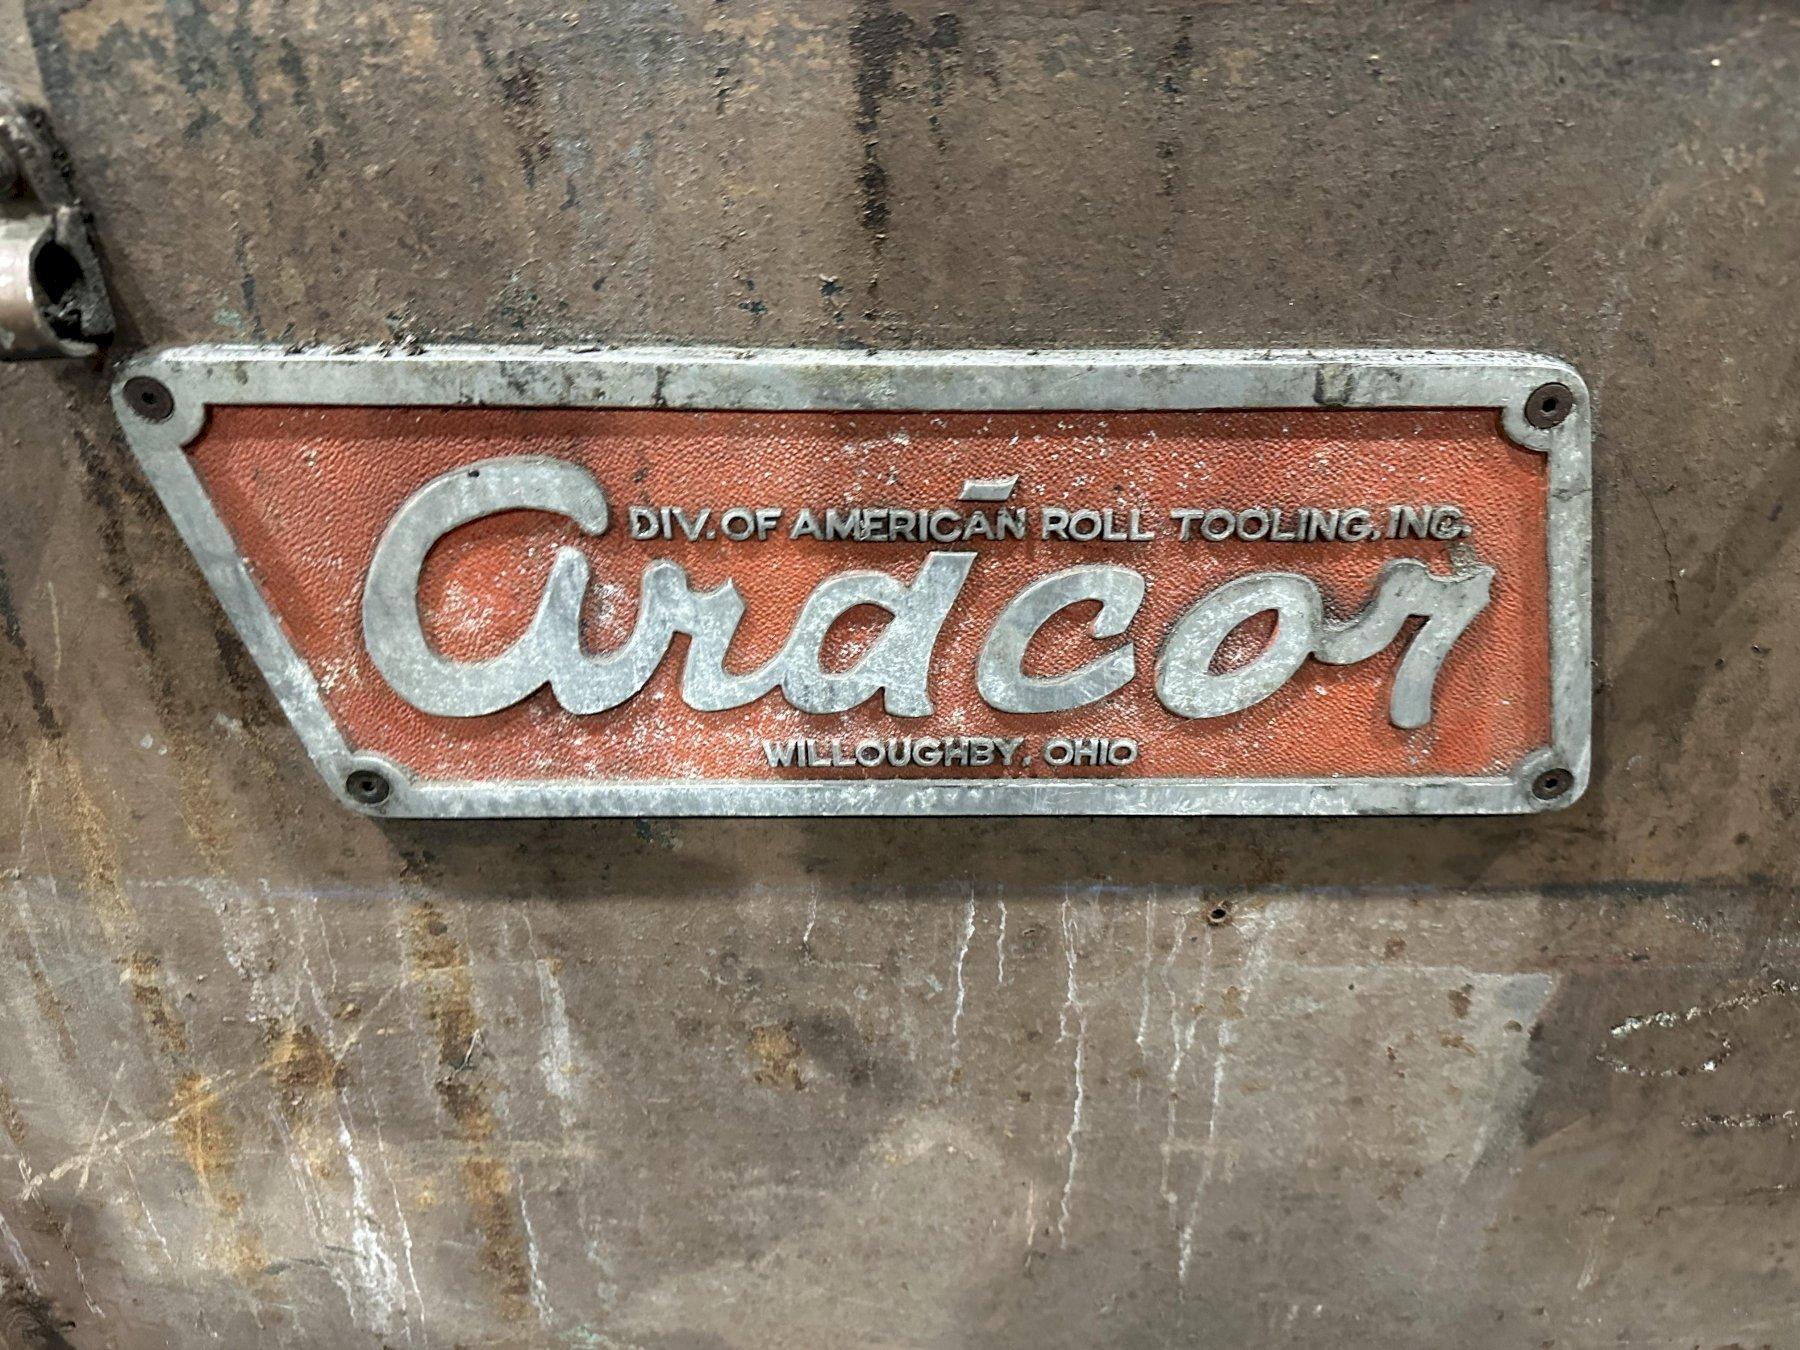 DIV. OF AMERICAN ROLL TOOLING, INC.
ardcor
WILLOUGHBY, OHIO